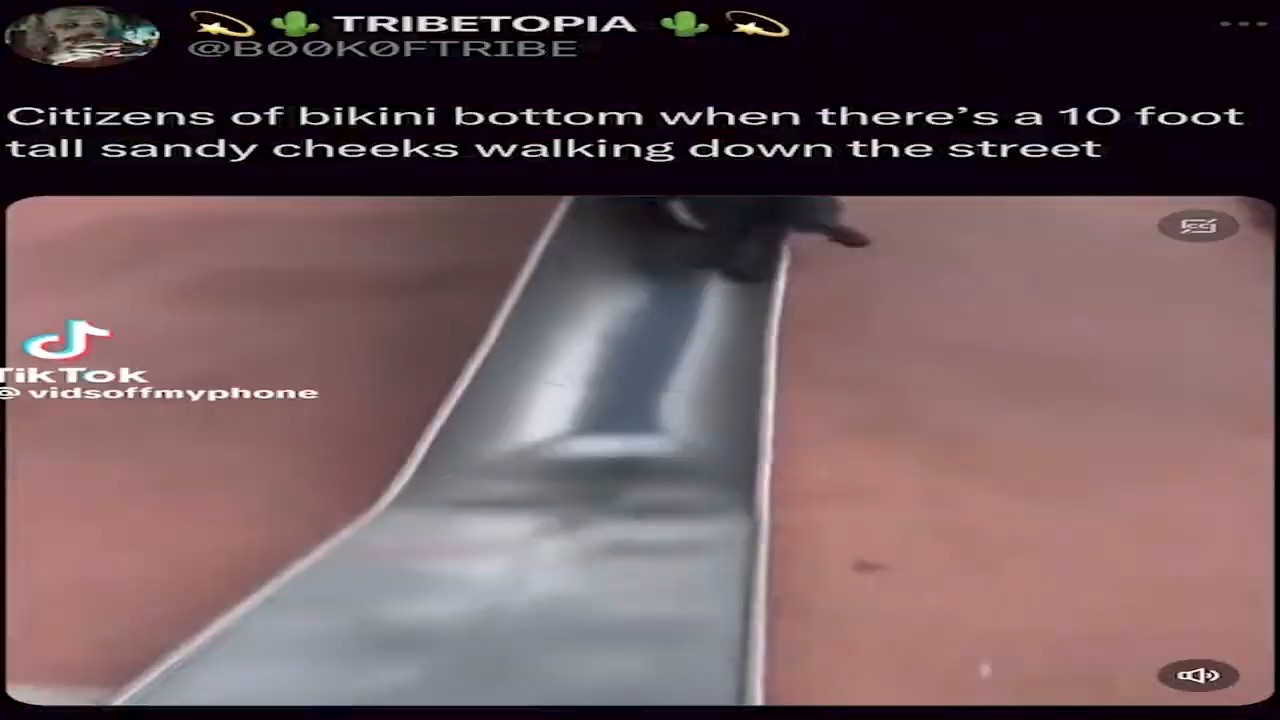 💫 🌵 TRIBETOPIA 🌵 💫
@B00K0FTRIBE
Citizens of bikini bottom when there’s a 10 foot
tall sandy cheeks walking down the street
TikTok
@vidsoffmyphone